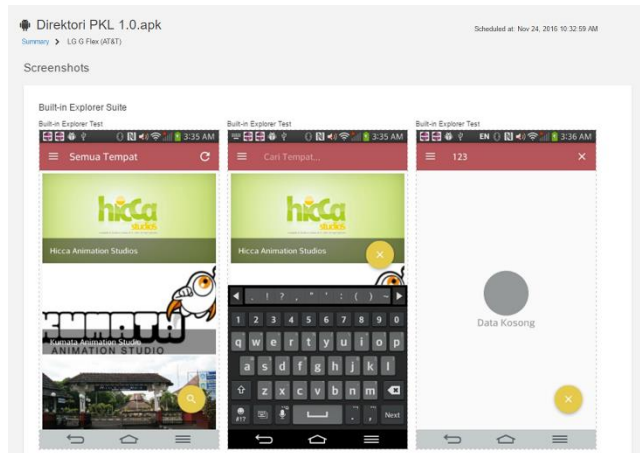 Direktori PKL 1.0.apk
Scheduled at: Nov 24, 2016 10:32:59 AM
Summary > LG G Flex (AT&T)
Screenshots
Built-in Explorer Suite
Built-in Explorer Test
3:35 AM
Semua Tempat
hicca
studios
Hicca Animation Studios
KUMATA
Kumata Animation Studio
ANIMATION STUDIO
Built-in Explorer Test
3:35 AM
Cari Tempat...
hicca
studios
Hicca Animation Studios
. ! ? , " ' : ( ) ~
1 2 3 4 5 6 7 8 9 0
q w e r t y u i o p
a s d f g h j k l
z x c v b n m
#1? . , Next
Built-in Explorer Test
EN 3:36 AM
123
Data Kosong